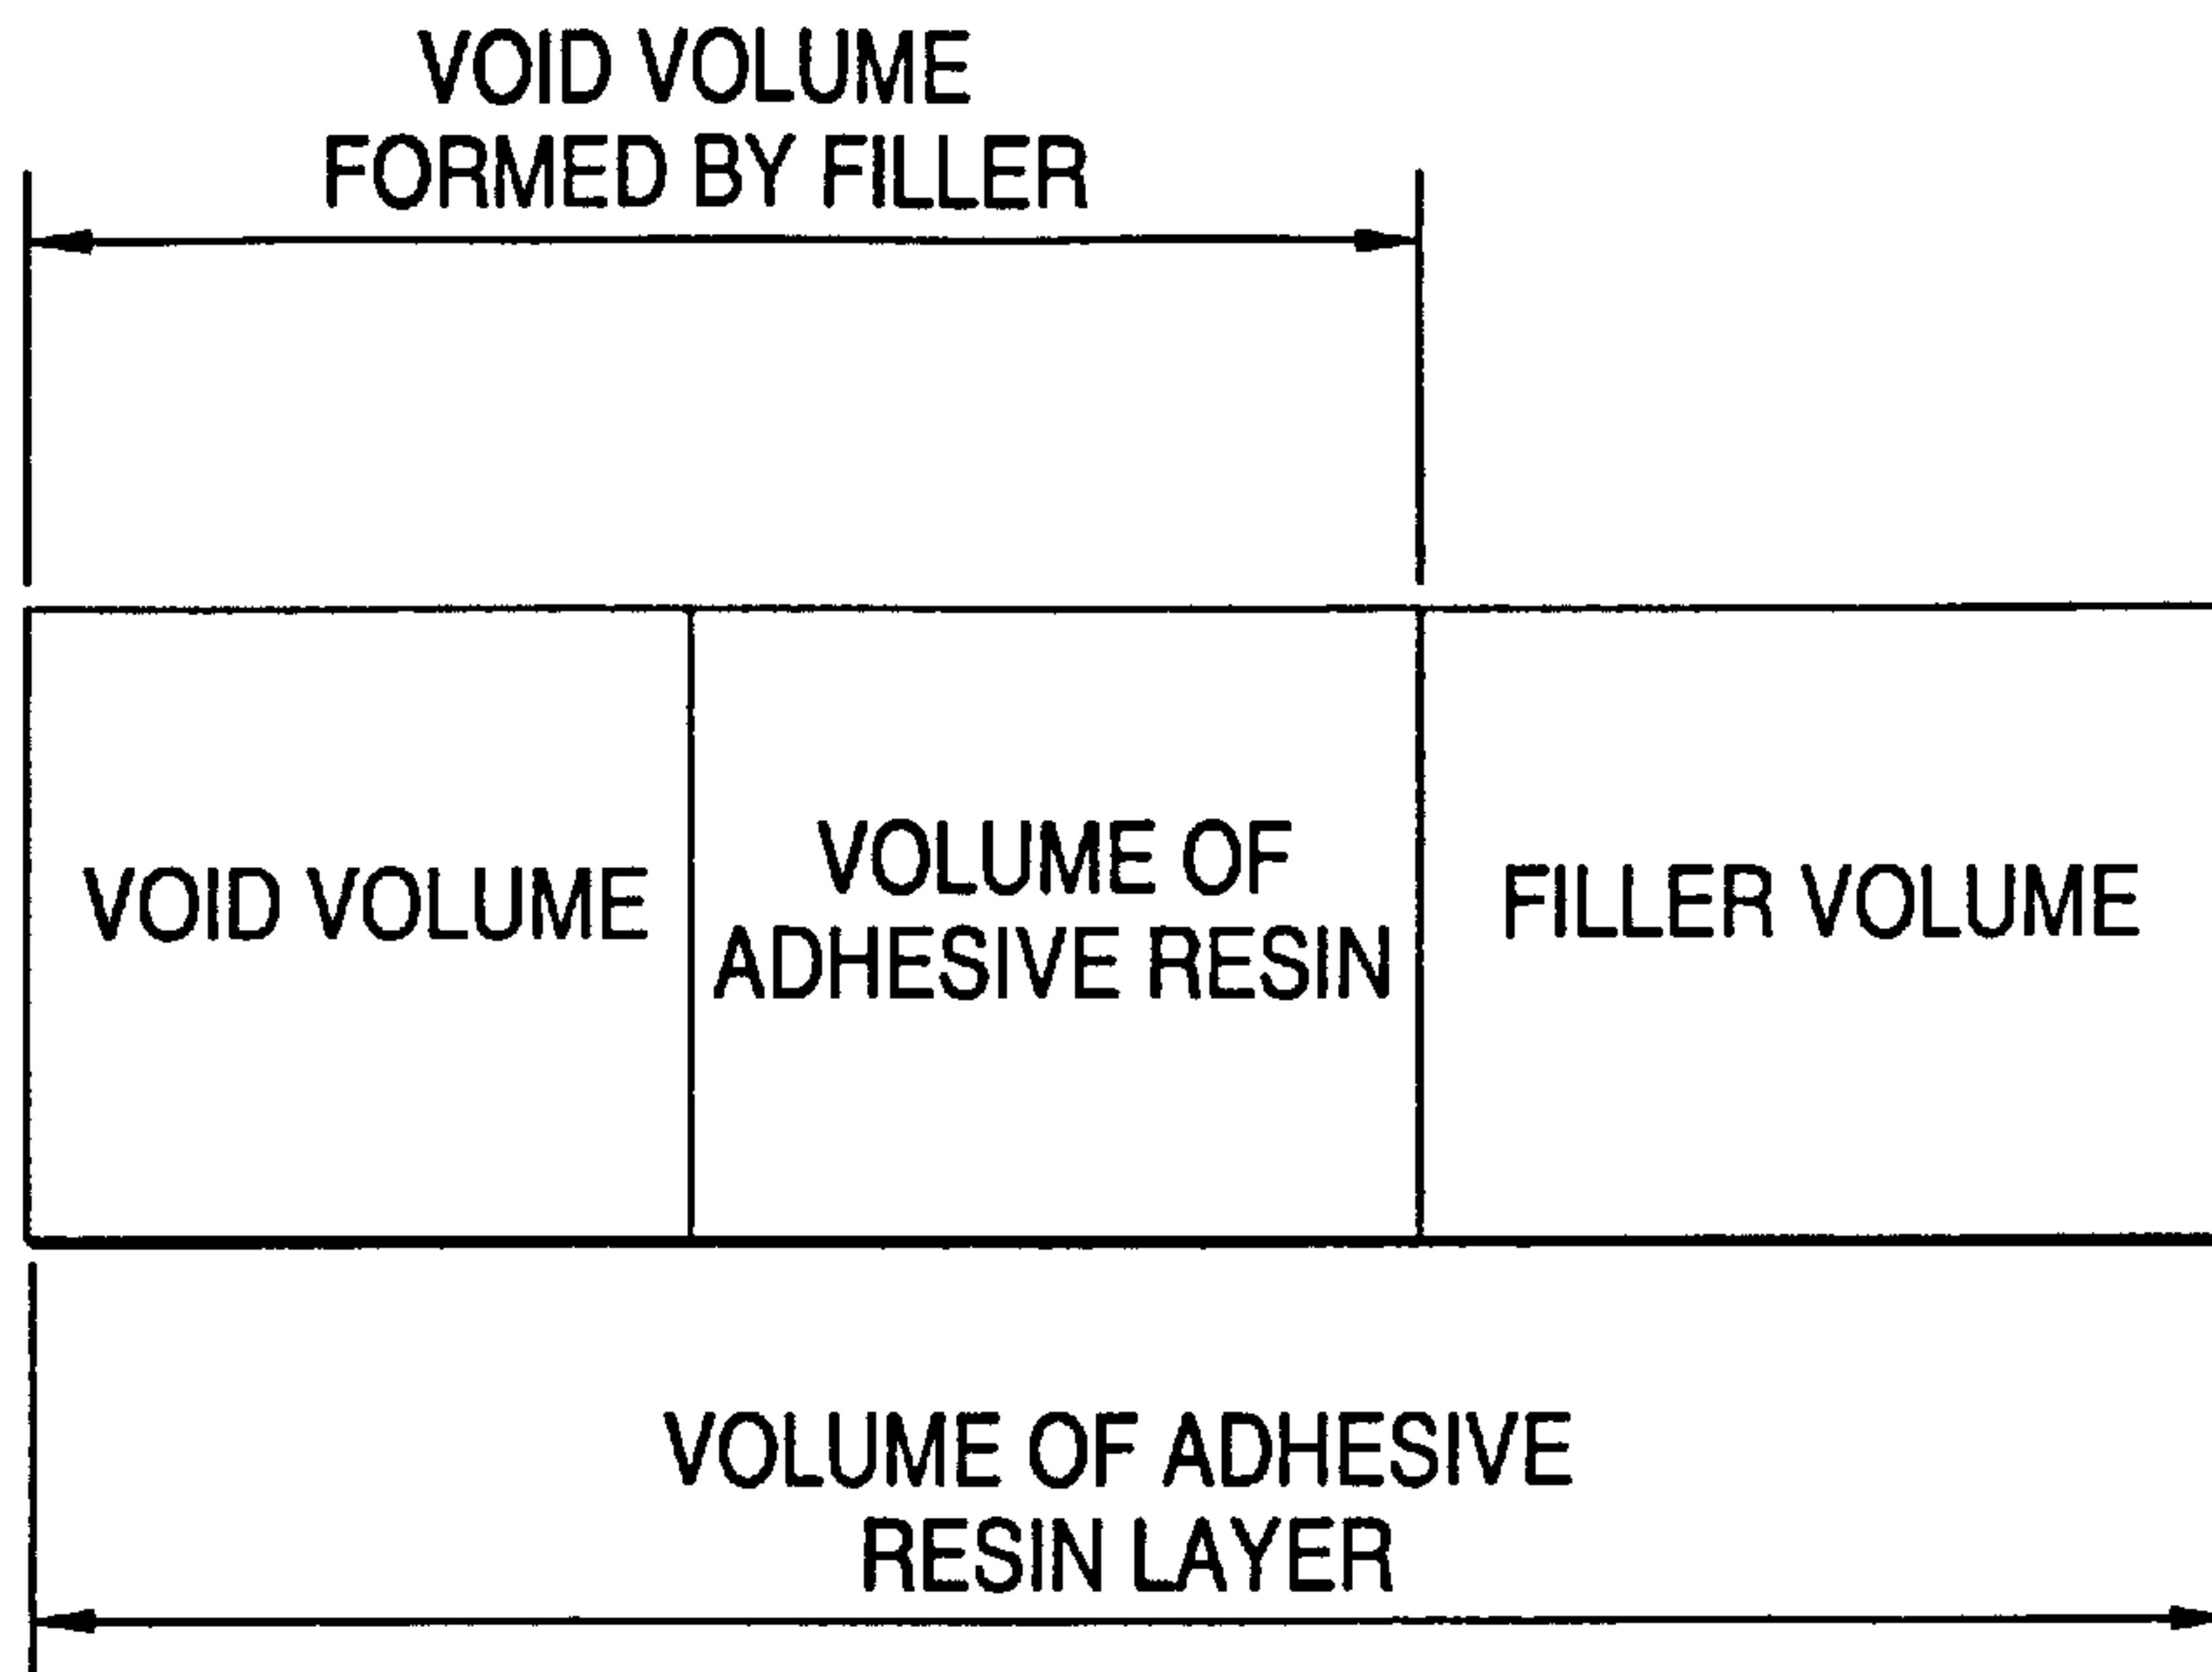 VOID VOLUME
FORMED BY FILLER
VOID VOLUME
VOLUME OF
ADHESIVE RESIN
FILLER VOLUME
VOLUME OF ADHESIVE
RESIN LAYER